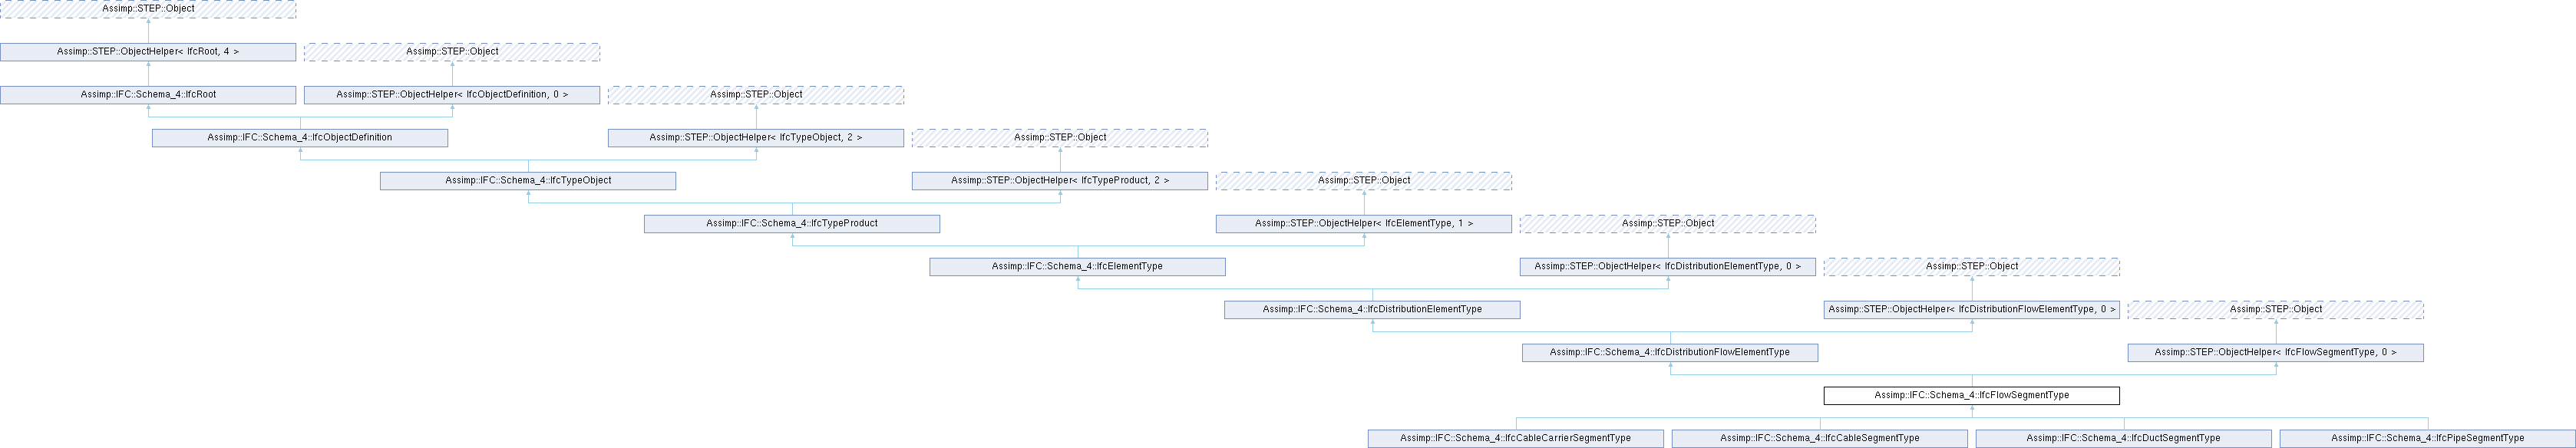 Assimp::STEP::Object
Assimp::STEP::ObjectHelper< IfcRoot, 4 >
Assimp::STEP::Object
Assimp::IFC::Schema_4::IfcRoot
Assimp::STEP::ObjectHelper< IfcObjectDefinition, 0 >
Assimp::STEP::Object
Assimp::IFC::Schema_4::IfcObjectDefinition
Assimp::STEP::ObjectHelper< IfcTypeObject, 2 >
Assimp::STEP::Object
Assimp::IFC::Schema_4::IfcTypeObject
Assimp::STEP::ObjectHelper< IfcTypeProduct, 2 >
Assimp::STEP::Object
Assimp::IFC::Schema_4::IfcTypeProduct
Assimp::STEP::ObjectHelper< IfcElementType, 1 >
Assimp::STEP::Object
Assimp::IFC::Schema_4::IfcElementType
Assimp::STEP::ObjectHelper< IfcDistributionElementType, 0 >
Assimp::STEP::Object
Assimp::IFC::Schema_4::IfcDistributionElementType
Assimp::STEP::ObjectHelper< IfcDistributionFlowElementType, 0 >
Assimp::STEP::Object
Assimp::IFC::Schema_4::IfcDistributionFlowElementType
Assimp::STEP::ObjectHelper< IfcFlowSegmentType, 0 >
Assimp::IFC::Schema_4::IfcFlowSegmentType
Assimp::IFC::Schema_4::IfcCableCarrierSegmentType
Assimp::IFC::Schema_4::IfcCableSegmentType
Assimp::IFC::Schema_4::IfcDuctSegmentType
Assimp::IFC::Schema_4::IfcPipeSegmentType